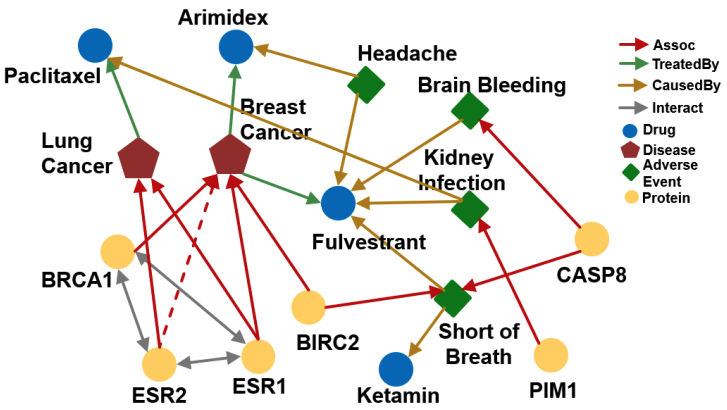 Arimidex
Paclitaxel
Headache
Brain Bleeding
Breast
Cancer
Lung
Cancer
Kidney
Infection
Fulvestrant
BRCA1
CASP8
BIRC2
Short of
Breath
ESR2
ESR1
Ketamin
PIM1
Assoc
TreatedBy
CausedBy
Interact
Drug
Disease
Adverse
Event
Protein